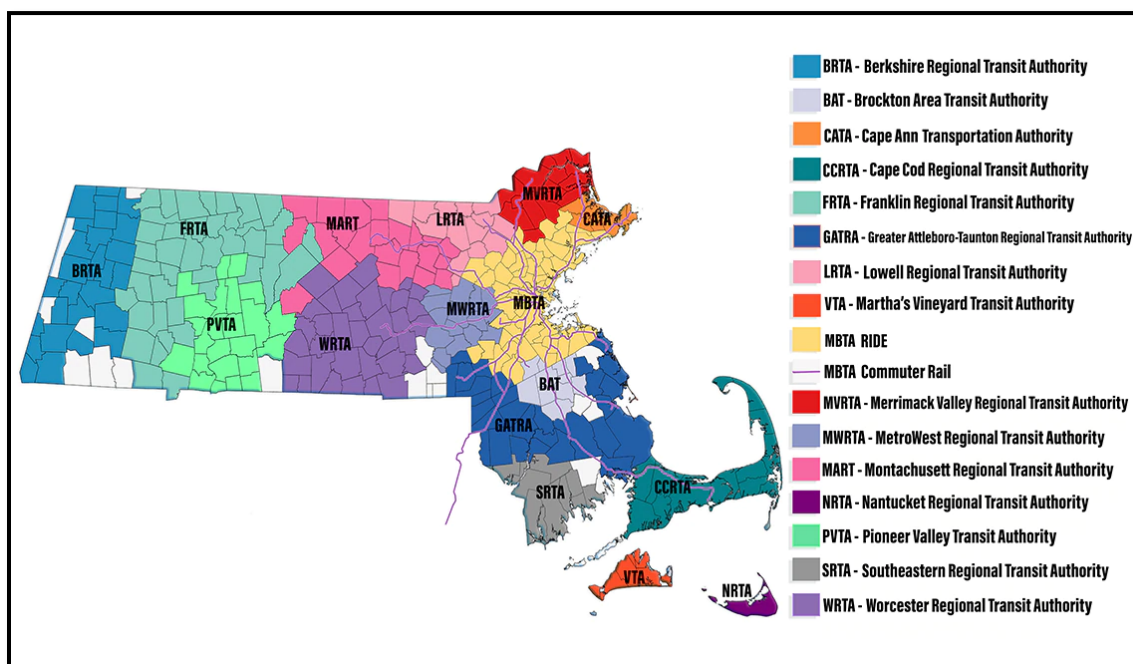 MVRTA
CATA
LRTA
MART
FRTA
BRTA
MBTA
MWRTA
PVTA
WRTA
BAT
GATRA
SRTA
CCRTA
VTA
NRTA
BRTA - Berkshire Regional Transit Authority
BAT - Brockton Area Transit Authority
CATA - Cape Ann Transportation Authority
CCRTA - Cape Cod Regional Transit Authority
FRTA - Franklin Regional Transit Authority
GATRA - Greater Attleboro-Taunton Regional Transit Authority
LRTA - Lowell Regional Transit Authority
VTA - Martha's Vineyard Transit Authority
MBTA RIDE
MBTA Commuter Rail
MVRTA - Merrimack Valley Regional Transit Authority
MWRTA - MetroWest Regional Transit Authority
MART - Montachusett Regional Transit Authority
NRTA - Nantucket Regional Transit Authority
PVTA - Pioneer Valley Transit Authority
SRTA - Southeastern Regional Transit Authority
WRTA - Worcester Regional Transit Authority